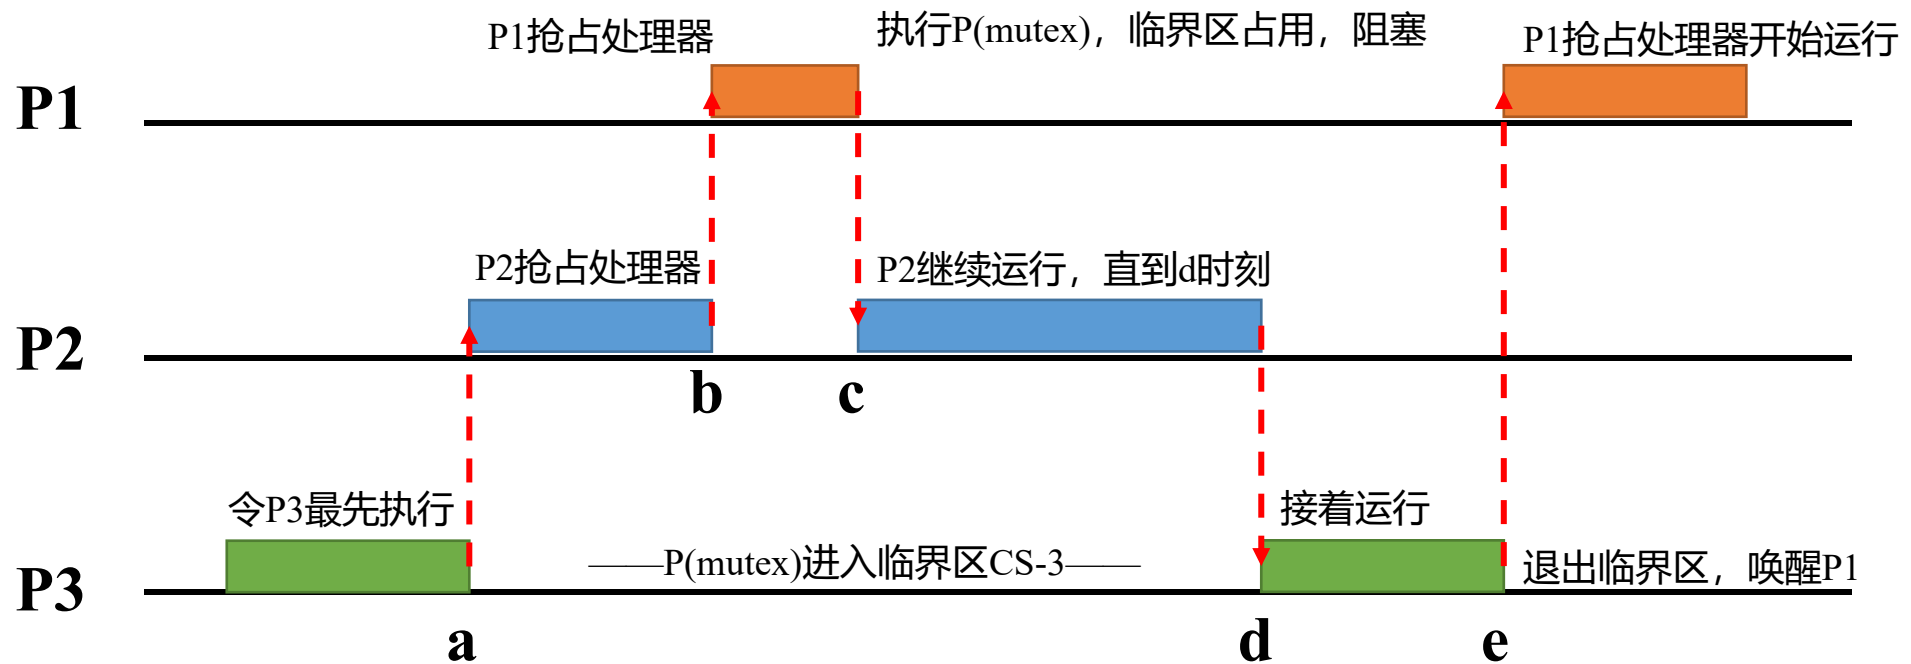 P1抢占处理器
执行P(mutex)，临界区占用，阻塞
P1抢占处理器开始运行
P1
P2抢占处理器
P2继续运行，直到d时刻
P2
b
c
令P3最先执行
接着运行
——P(mutex)进入临界区CS-3——
退出临界区，唤醒P1
P3
a
d
e